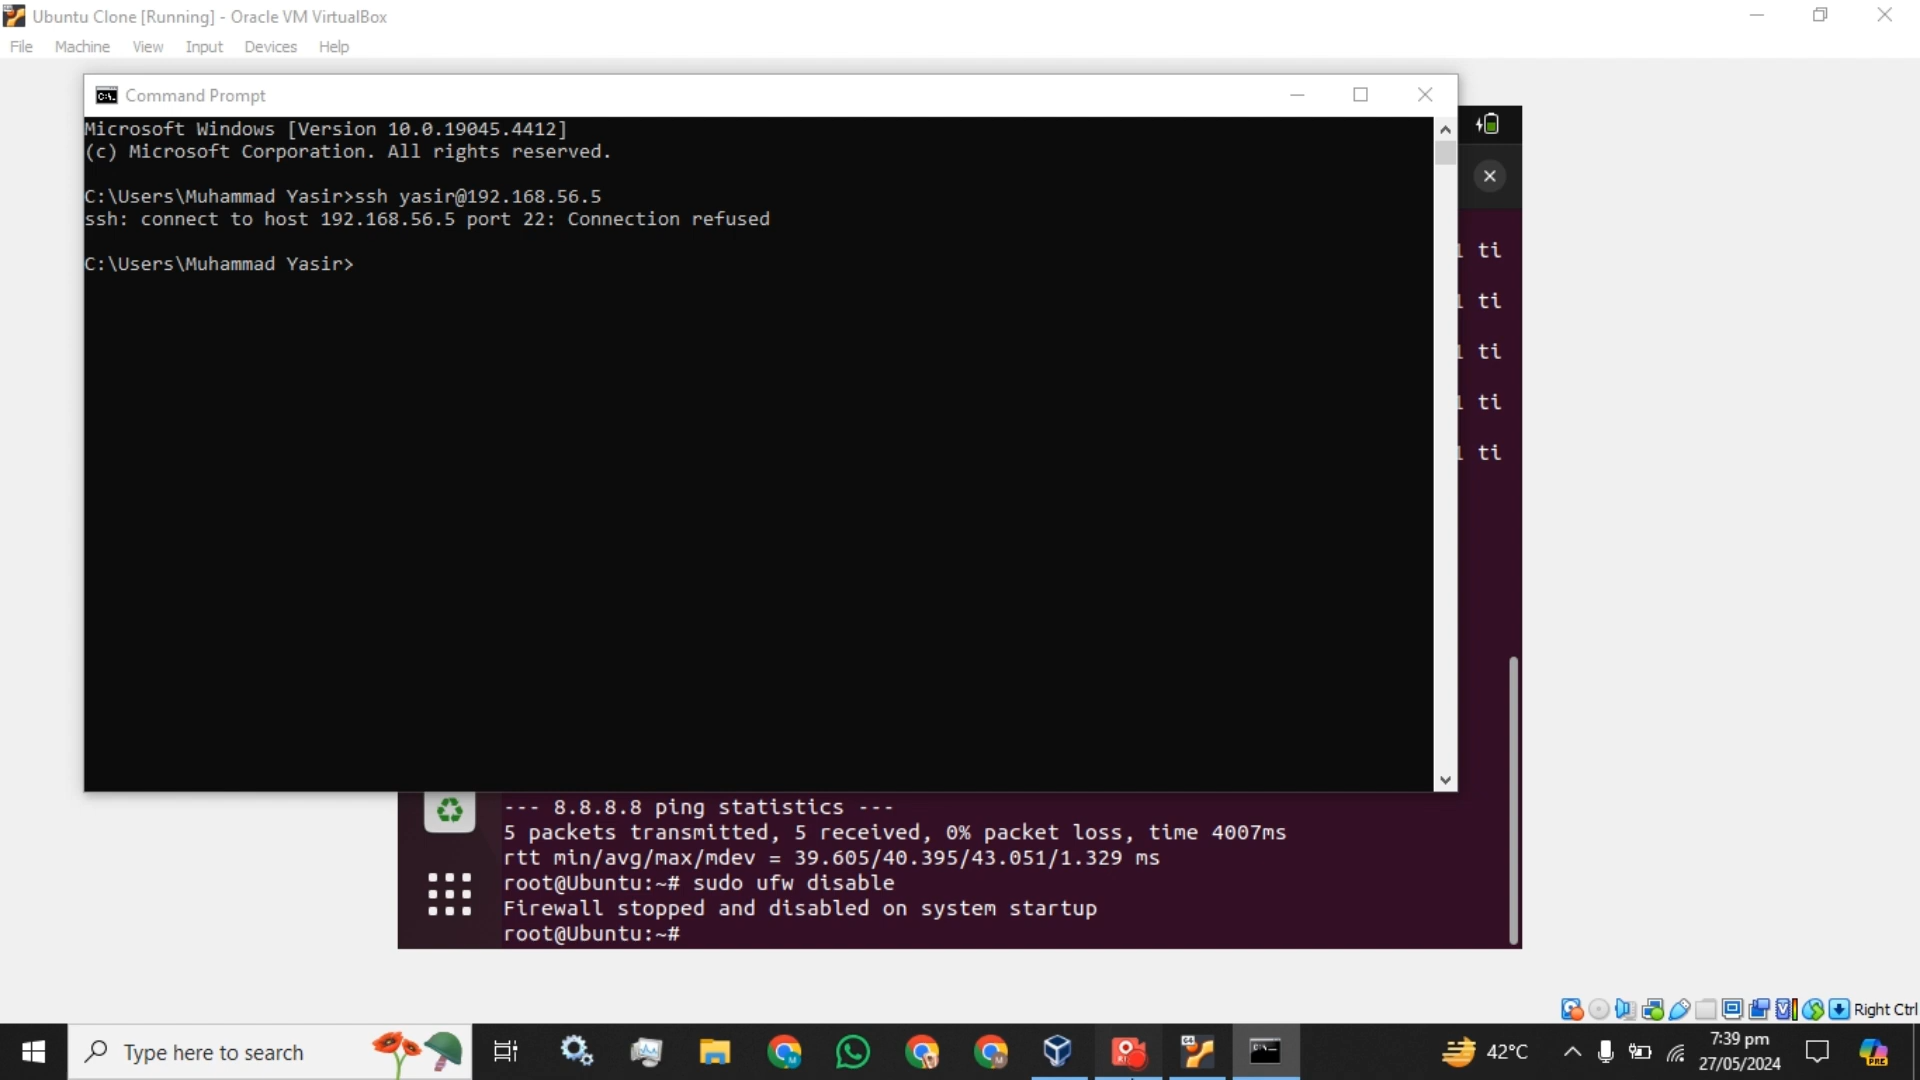 Ubuntu Clone [Running] - Oracle VM VirtualBox
File Machine View Input Devices Help
Command Prompt
Microsoft Windows [Version 10.0.19045.4412]
(c) Microsoft Corporation. All rights reserved.
C:\Users\Muhammad Yasir>ssh yasir@192.168.56.5
ssh: connect to host 192.168.56.5 port 22: Connection refused
C:\Users\Muhammad Yasir>
ti
ti
ti
ti
ti
--- 8.8.8.8 ping statistics ---
5 packets transmitted, 5 received, 0% packet loss, time 4007ms
rtt min/avg/max/mdev = 39.605/40.395/43.051/1.329 ms
root@Ubuntu:~# sudo ufw disable
Firewall stopped and disabled on system startup
root@Ubuntu:~#
Right Ctrl
Type here to search
42°C
7:39 pm
27/05/2024